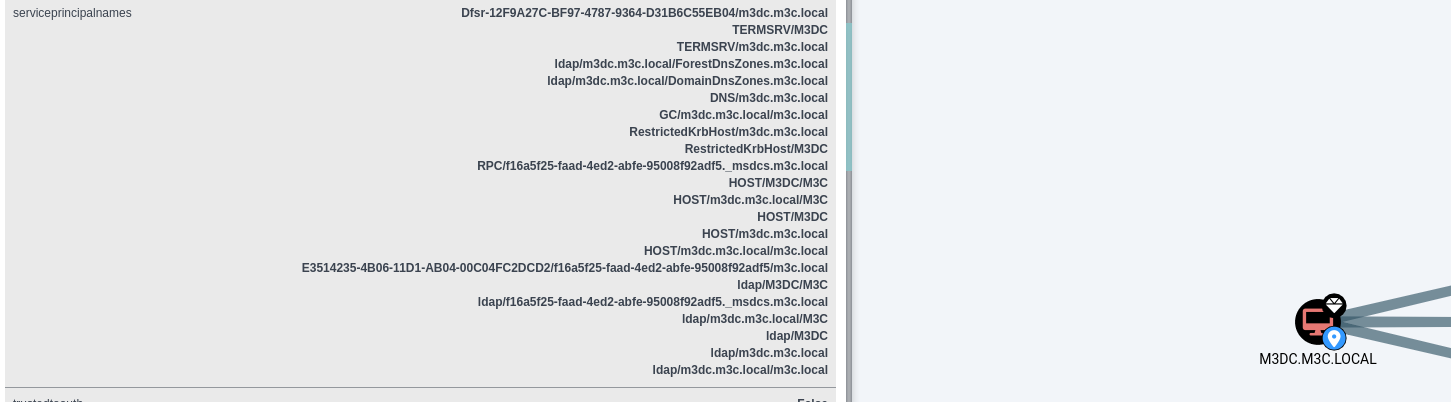 serviceprincipalnames
Dfsr-12F9A27C-BF97-4787-9364-D31B6C55EB04/m3dc.m3c.local
TERMSRV/M3DC
TERMSRV/m3dc.m3c.local
ldap/m3dc.m3c.local/ForestDnsZones.m3c.local
ldap/m3dc.m3c.local/DomainDnsZones.m3c.local
DNS/m3dc.m3c.local
GC/m3dc.m3c.local/m3c.local
RestrictedKrbHost/m3dc.m3c.local
RestrictedKrbHost/M3DC
RPC/f16a5f25-faad-4ed2-abfe-95008f92adf5._msdcs.m3c.local
HOST/M3DC/M3C
HOST/m3dc.m3c.local/M3C
HOST/M3DC
HOST/m3dc.m3c.local
HOST/m3dc.m3c.local/m3c.local
E3514235-4B06-11D1-AB04-00C04FC2DCD2/f16a5f25-faad-4ed2-abfe-95008f92adf5/m3c.local
ldap/M3DC/M3C
ldap/f16a5f25-faad-4ed2-abfe-95008f92adf5._msdcs.m3c.local
ldap/m3dc.m3c.local/M3C
ldap/M3DC
ldap/m3dc.m3c.local
ldap/m3dc.m3c.local/m3c.local
M3DC.M3C.LOCAL